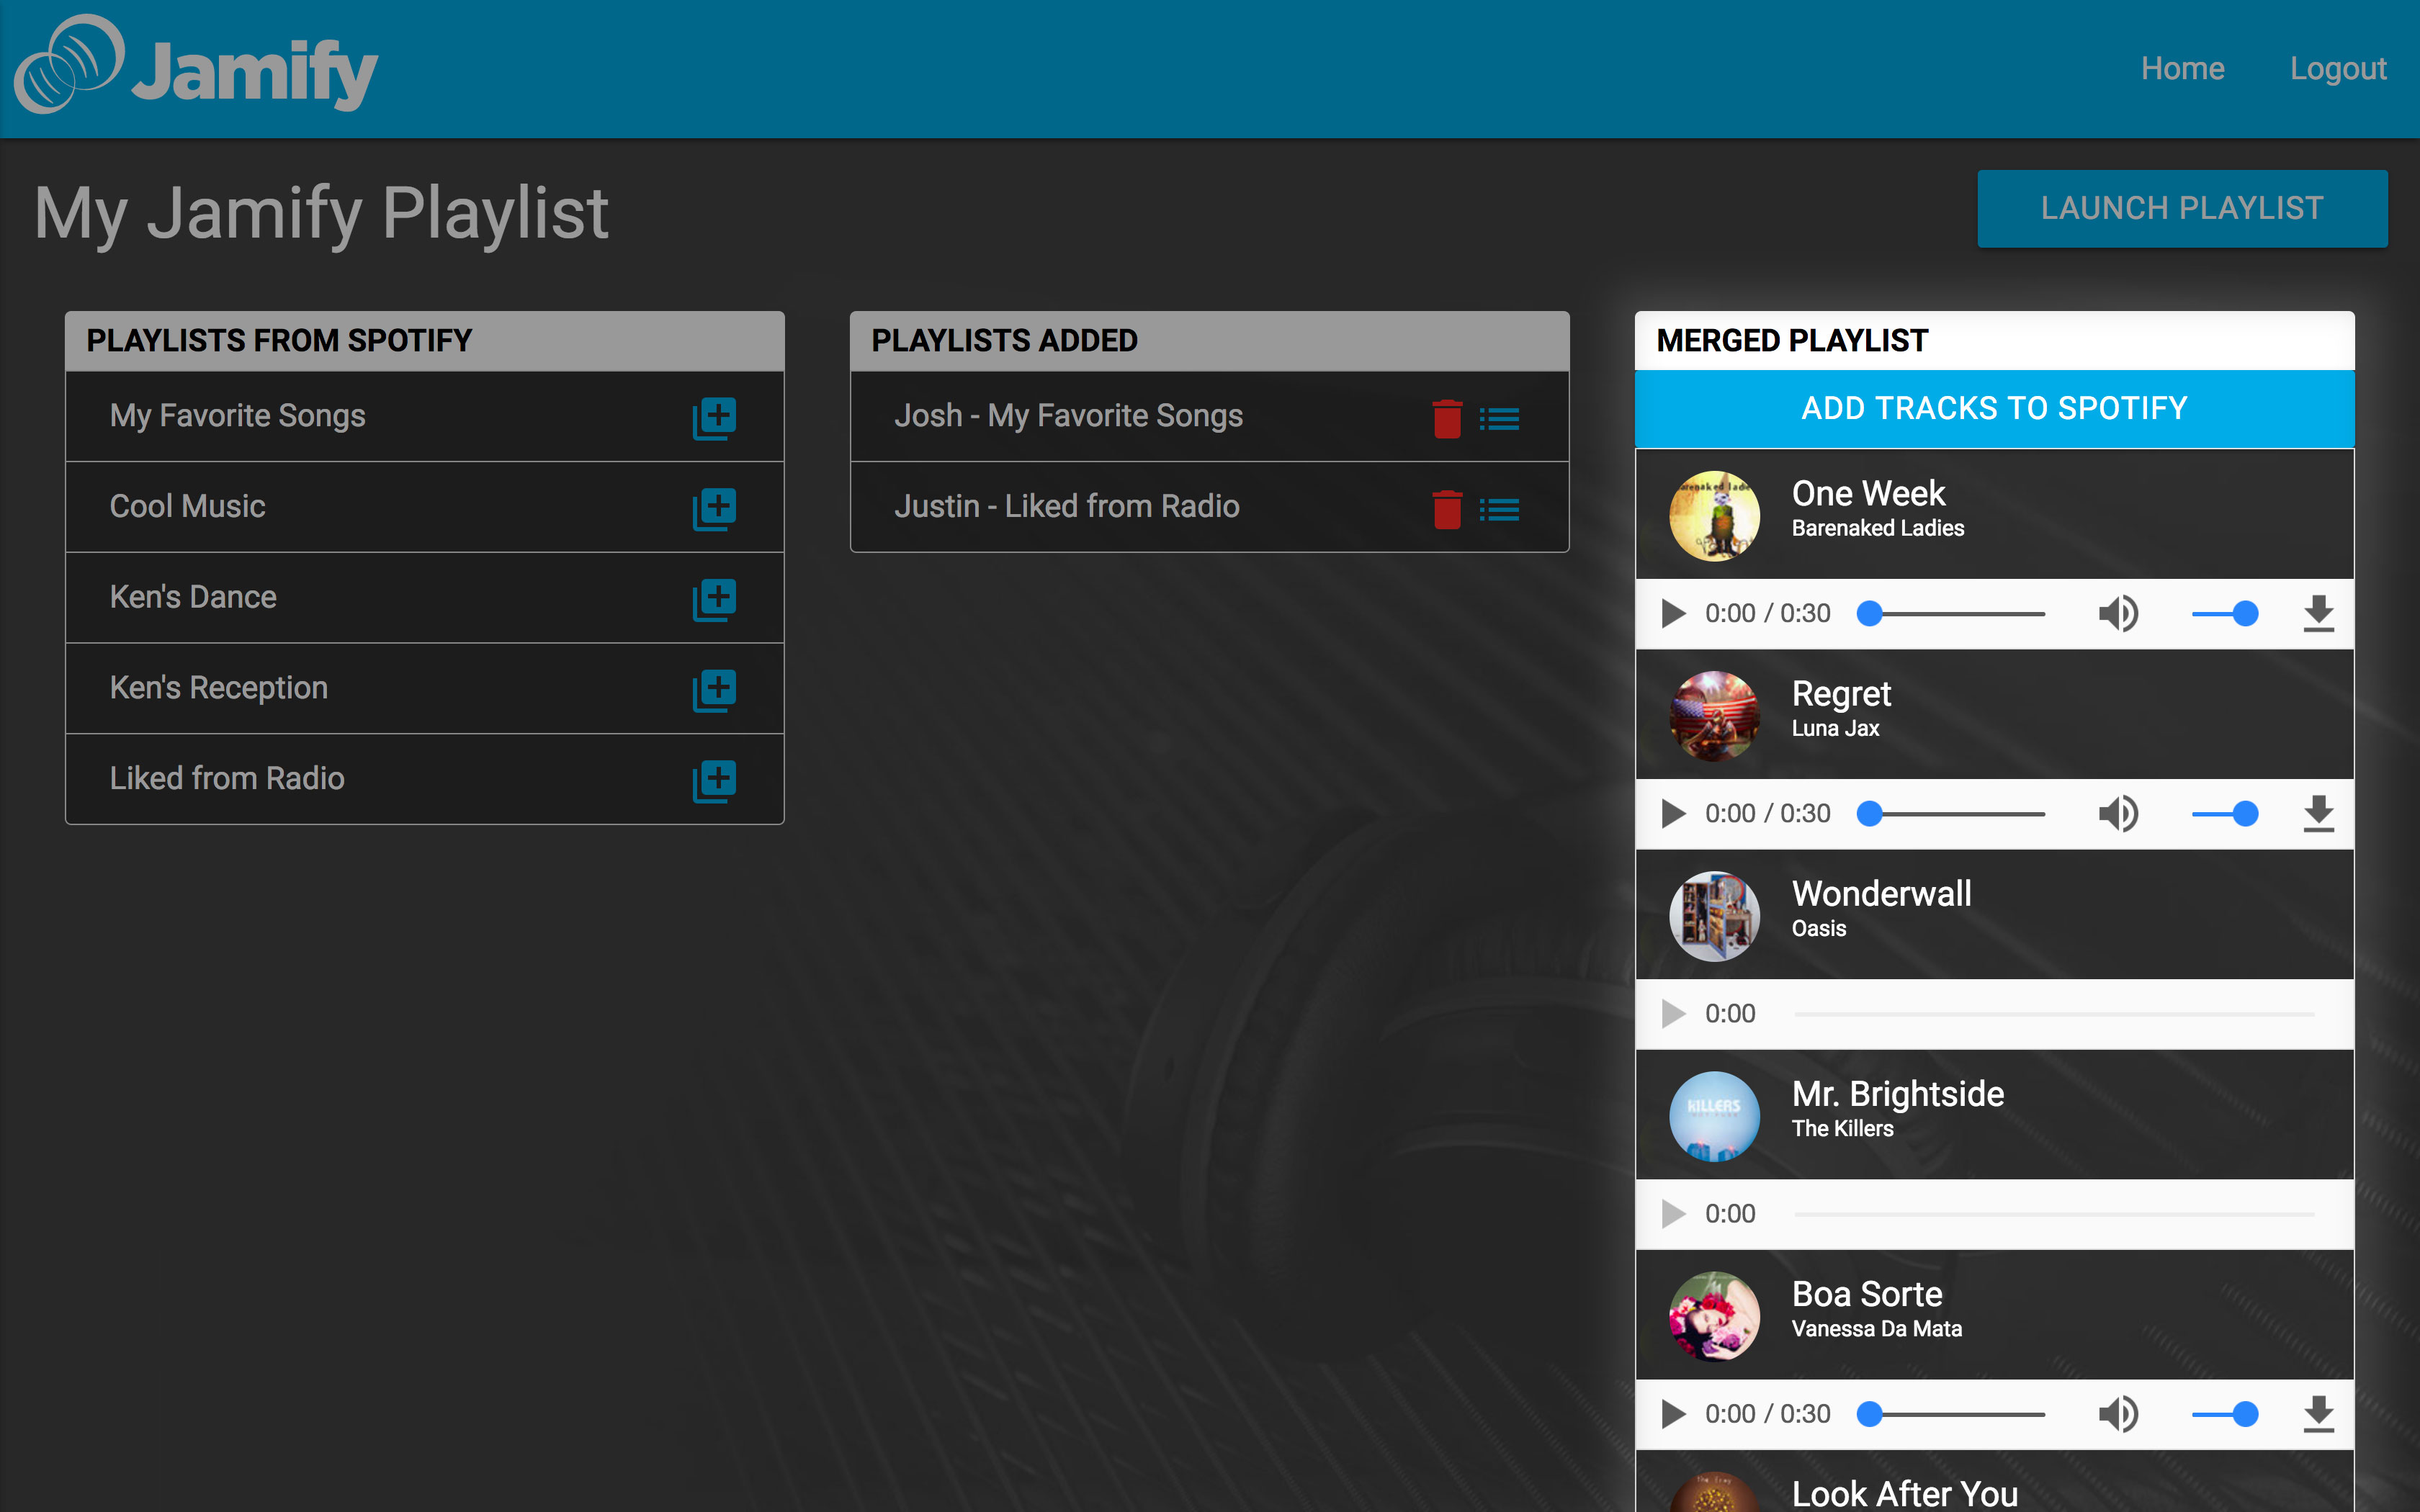 Jamify
Home
Logout
My Jamify Playlist
LAUNCH PLAYLIST
PLAYLISTS FROM SPOTIFY
My Favorite Songs
Cool Music
Ken's Dance
Ken's Reception
Liked from Radio
PLAYLISTS ADDED
Josh - My Favorite Songs
Justin - Liked from Radio
MERGED PLAYLIST
ADD TRACKS TO SPOTIFY
One Week
Barenaked Ladies
0:00 / 0:30
Regret
Luna Jax
0:00 / 0:30
Wonderwall
Oasis
0:00
KILLERS
Mr. Brightside
The Killers
0:00
Boa Sorte
Vanessa Da Mata
0:00 / 0:30
The Fray
Look After You